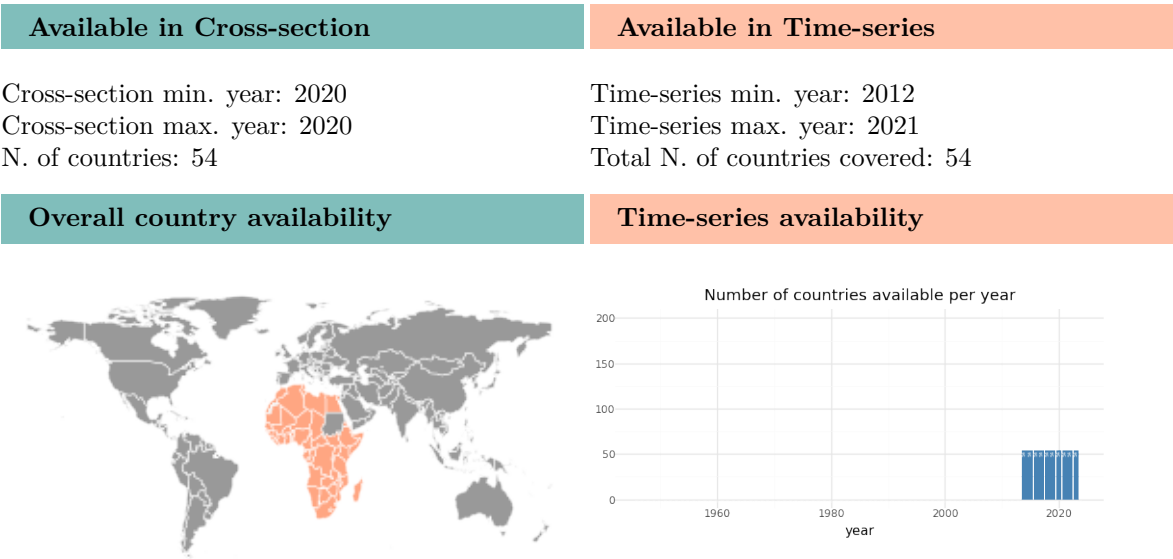 Available in Cross-section
Available in Time-series
Cross-section min. year: 2020
Cross-section max. year: 2020
N. of countries: 54
Time-series min. year: 2012
Time-series max. year: 2021
Total N. of countries covered: 54
Overall country availability
Time-series availability
Number of countries available per year
200
150
100
50
0
1960
1980
2000
2020
year